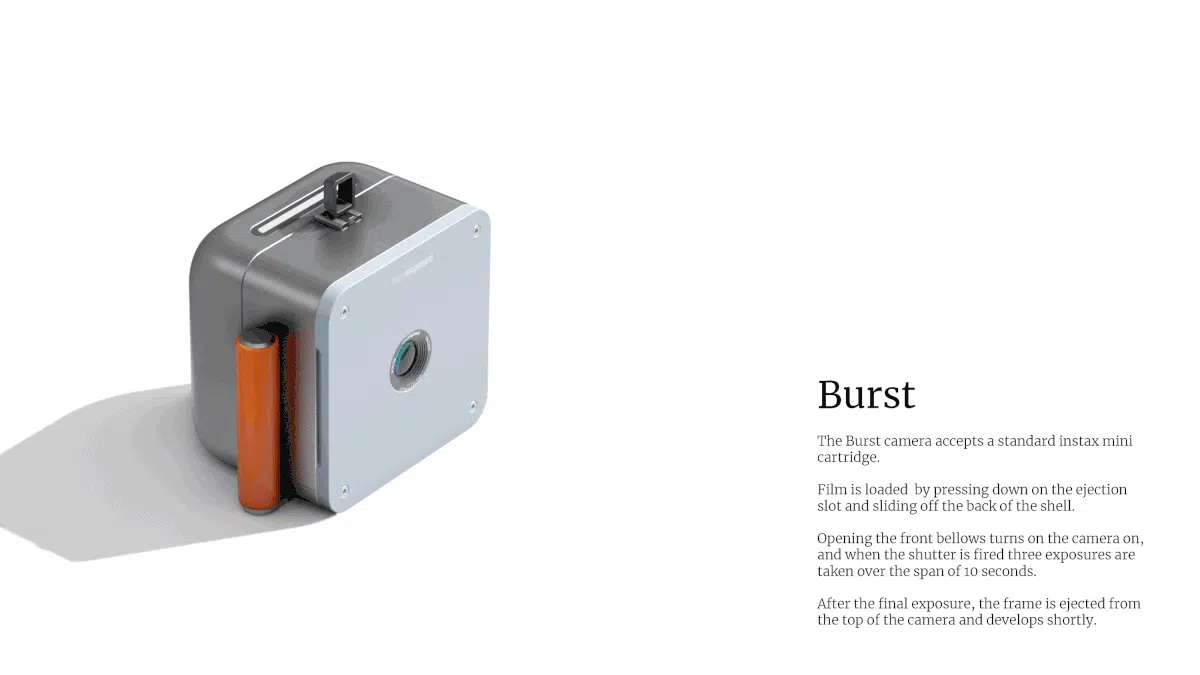 Burst
The Burst camera accepts a standard instax mini
cartridge.
Film is loaded  by pressing down on the ejection
slot and sliding off the back of the shell.
Opening the front bellows turns on the camera on,
and when the shutter is fired three exposures are
taken over the span of 10 seconds.
After the final exposure, the frame is ejected from
the top of the camera and develops shortly.